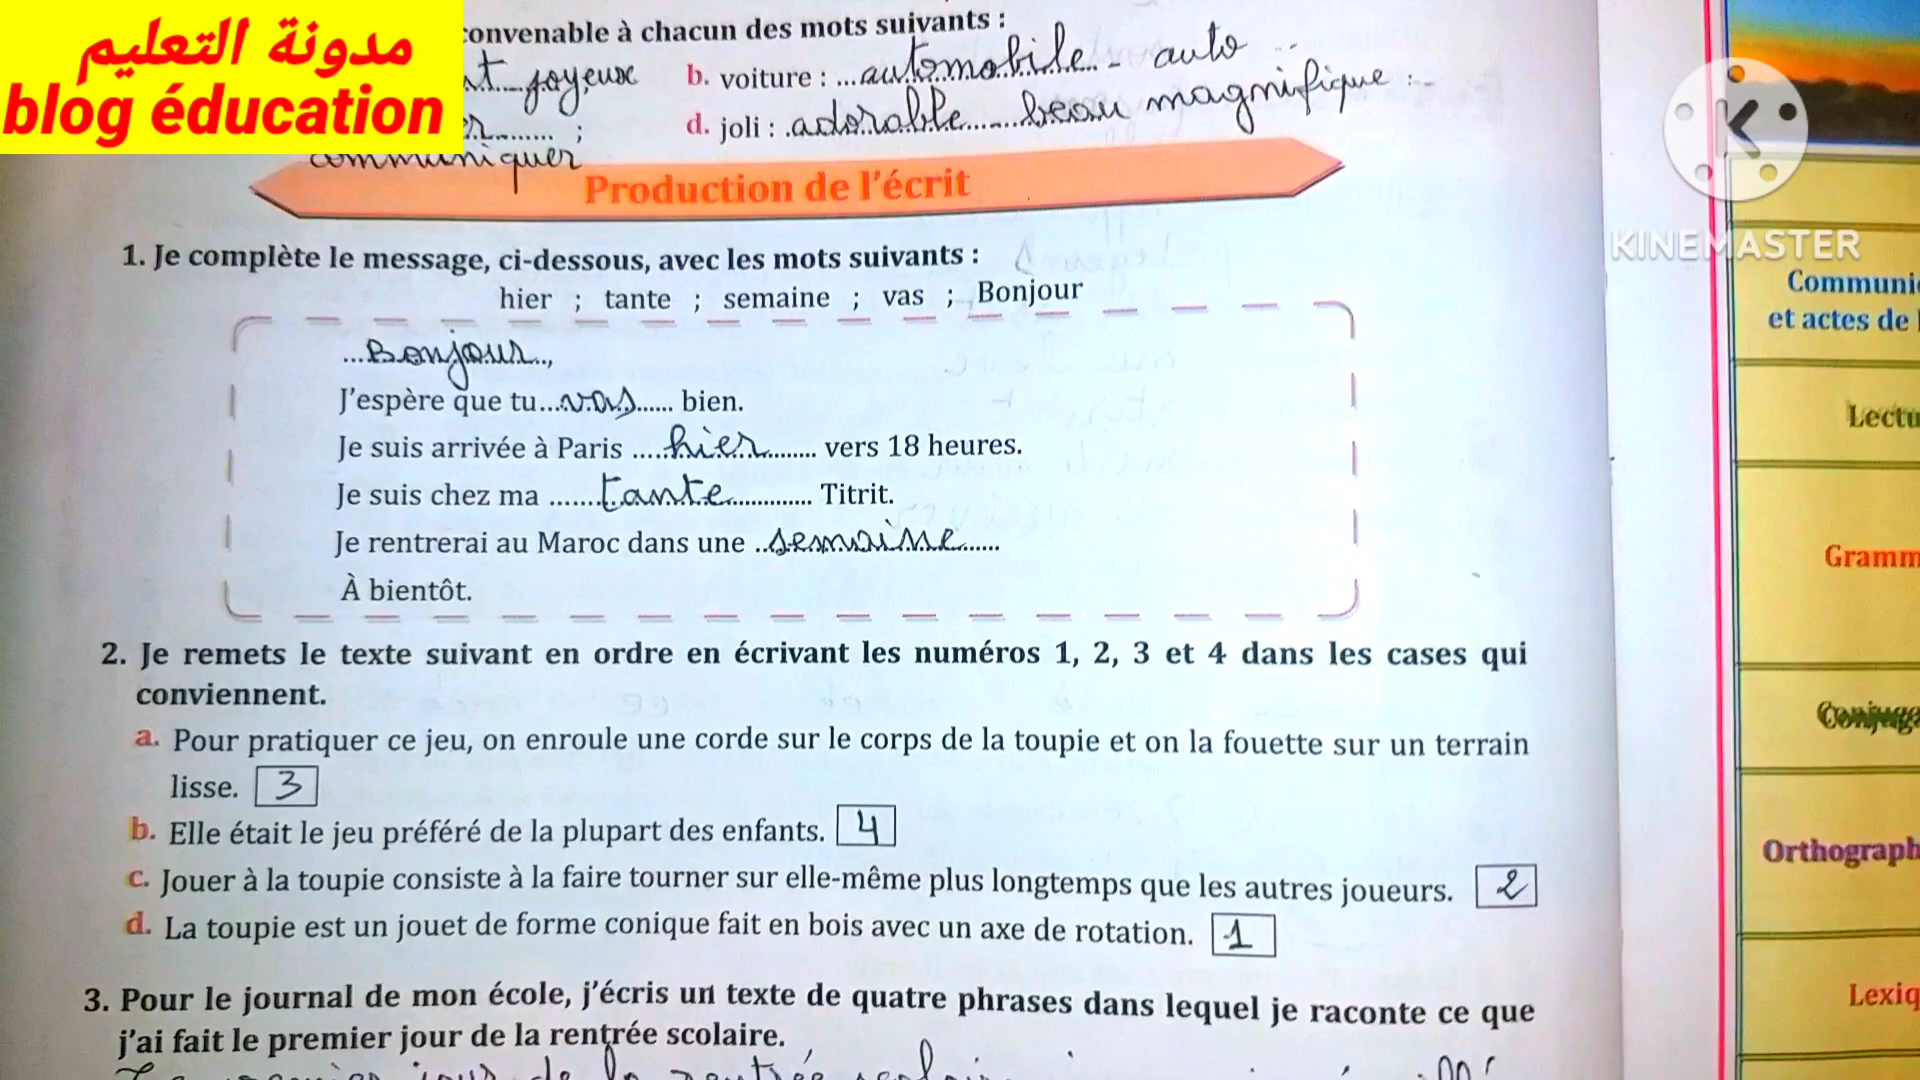 مدونة التعليم
blog éducation
convenable à chacun des mots suivants :
joyeux b. voiture : ...automobile - auto
; d. joli : adorable beau magnifique
communiquer
Production de l'écrit
1. Je complète le message, ci-dessous, avec les mots suivants :
hier ; tante ; semaine ; vas ; Bonjour
...Bonjour...,
J'espère que tu...vas...... bien.
Je suis arrivée à Paris ....hier........ vers 18 heures.
Je suis chez ma .......tante............. Titrit.
Je rentrerai au Maroc dans une ..semaine......
À bientôt.
2. Je remets le texte suivant en ordre en écrivant les numéros 1, 2, 3 et 4 dans les cases qui
conviennent.
a. Pour pratiquer ce jeu, on enroule une corde sur le corps de la toupie et on la fouette sur un terrain
lisse. 3
b. Elle était le jeu préféré de la plupart des enfants. 4
c. Jouer à la toupie consiste à la faire tourner sur elle-même plus longtemps que les autres joueurs. 2
d. La toupie est un jouet de forme conique fait en bois avec un axe de rotation. 1
3. Pour le journal de mon école, j'écris un texte de quatre phrases dans lequel je raconte ce que
j'ai fait le premier jour de la rentrée scolaire.
KINEMASTER
Communi
et actes de
Lectu
Gramm
Conjuga
Orthograph
Lexiq